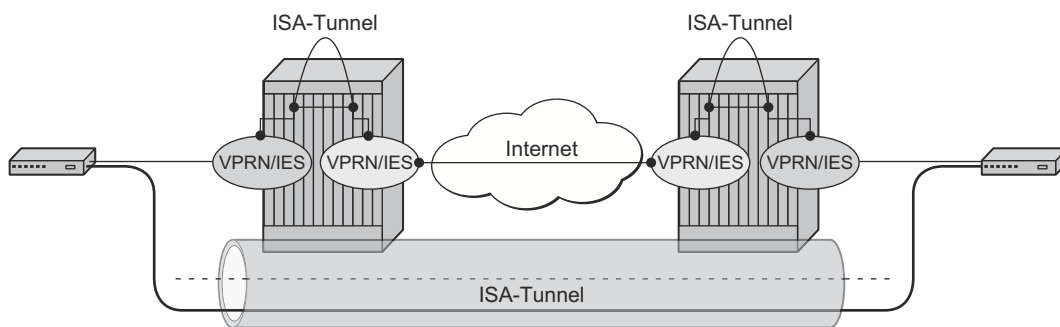 ISA-Tunnel
ISA-Tunnel
VPRN/IES
VPRN/IES
Internet
VPRN/IES
VPRN/IES
ISA-Tunnel